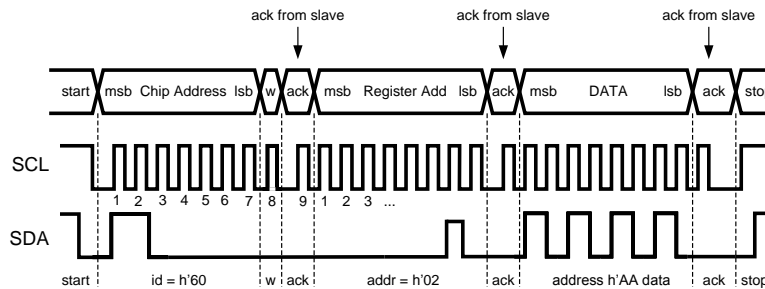 ack from slave ack from slave ack from slave
start msb Chip Address lsb w ack msb Register Add lsb ack msb DATA lsb ack stop
SCL
1 2 3 4 5 6 7 8 9 1 2 3 ...
SDA
start id = h'60 w ack addr = h'02 ack address h'AA data ack stop